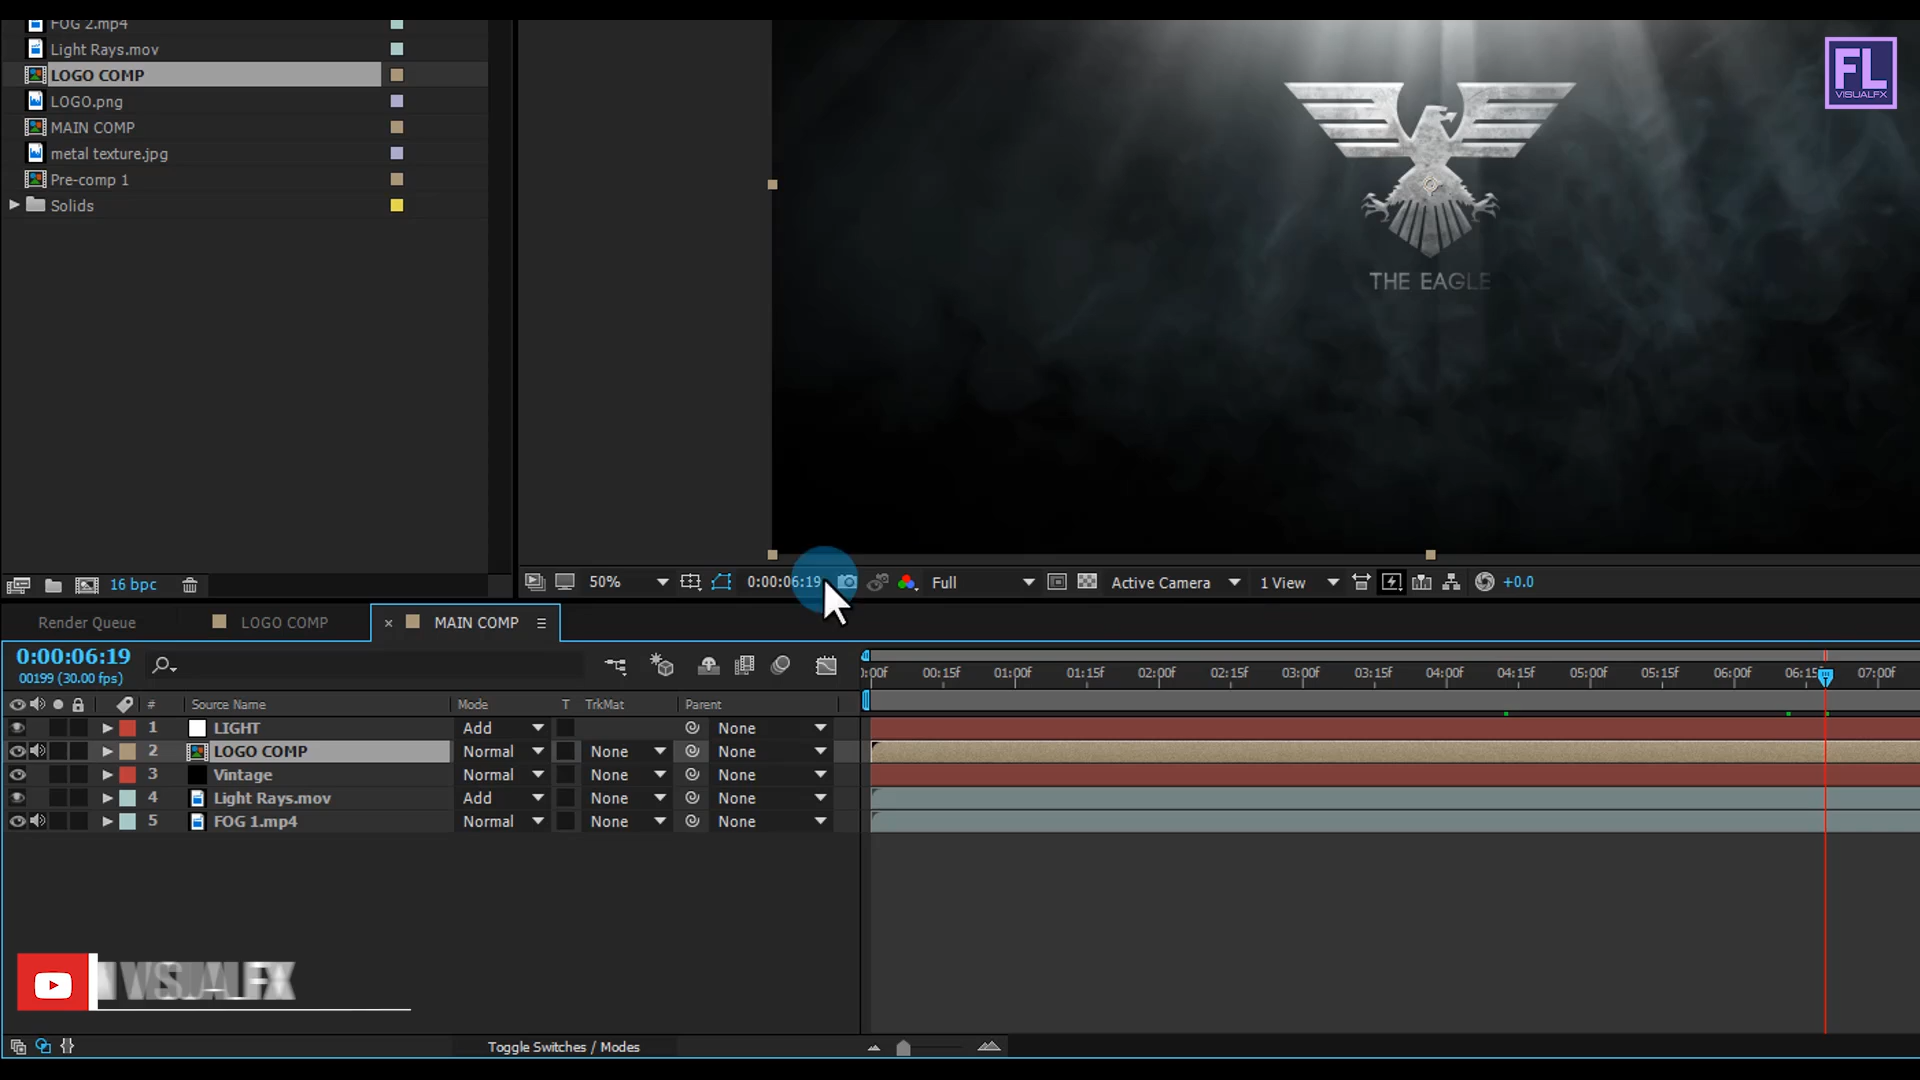 FOG 2.mp4
Light Rays.mov
LOGO COMP
LOGO.png
MAIN COMP
metal texture.jpg
Pre-comp 1
Solids
16 bpc
FL
VISUALFX
THE EAGLE
50%
0:00:06:19
Full
Active Camera
1 View
+0.0
Render Queue
LOGO COMP
MAIN COMP
0:00:06:19
00199 (30.00 fps)
0:00f 00:15f 01:00f 01:15f 02:00f 02:15f 03:00f 03:15f 04:00f 04:15f 05:00f 05:15f 06:00f 06:15f 07:00f
# Source Name Mode T TrkMat Parent
1 LIGHT Add None
2 LOGO COMP Normal None None
3 Vintage Normal None None
4 Light Rays.mov Add None None
5 FOG 1.mp4 Normal None None
VISUALFX
Toggle Switches / Modes